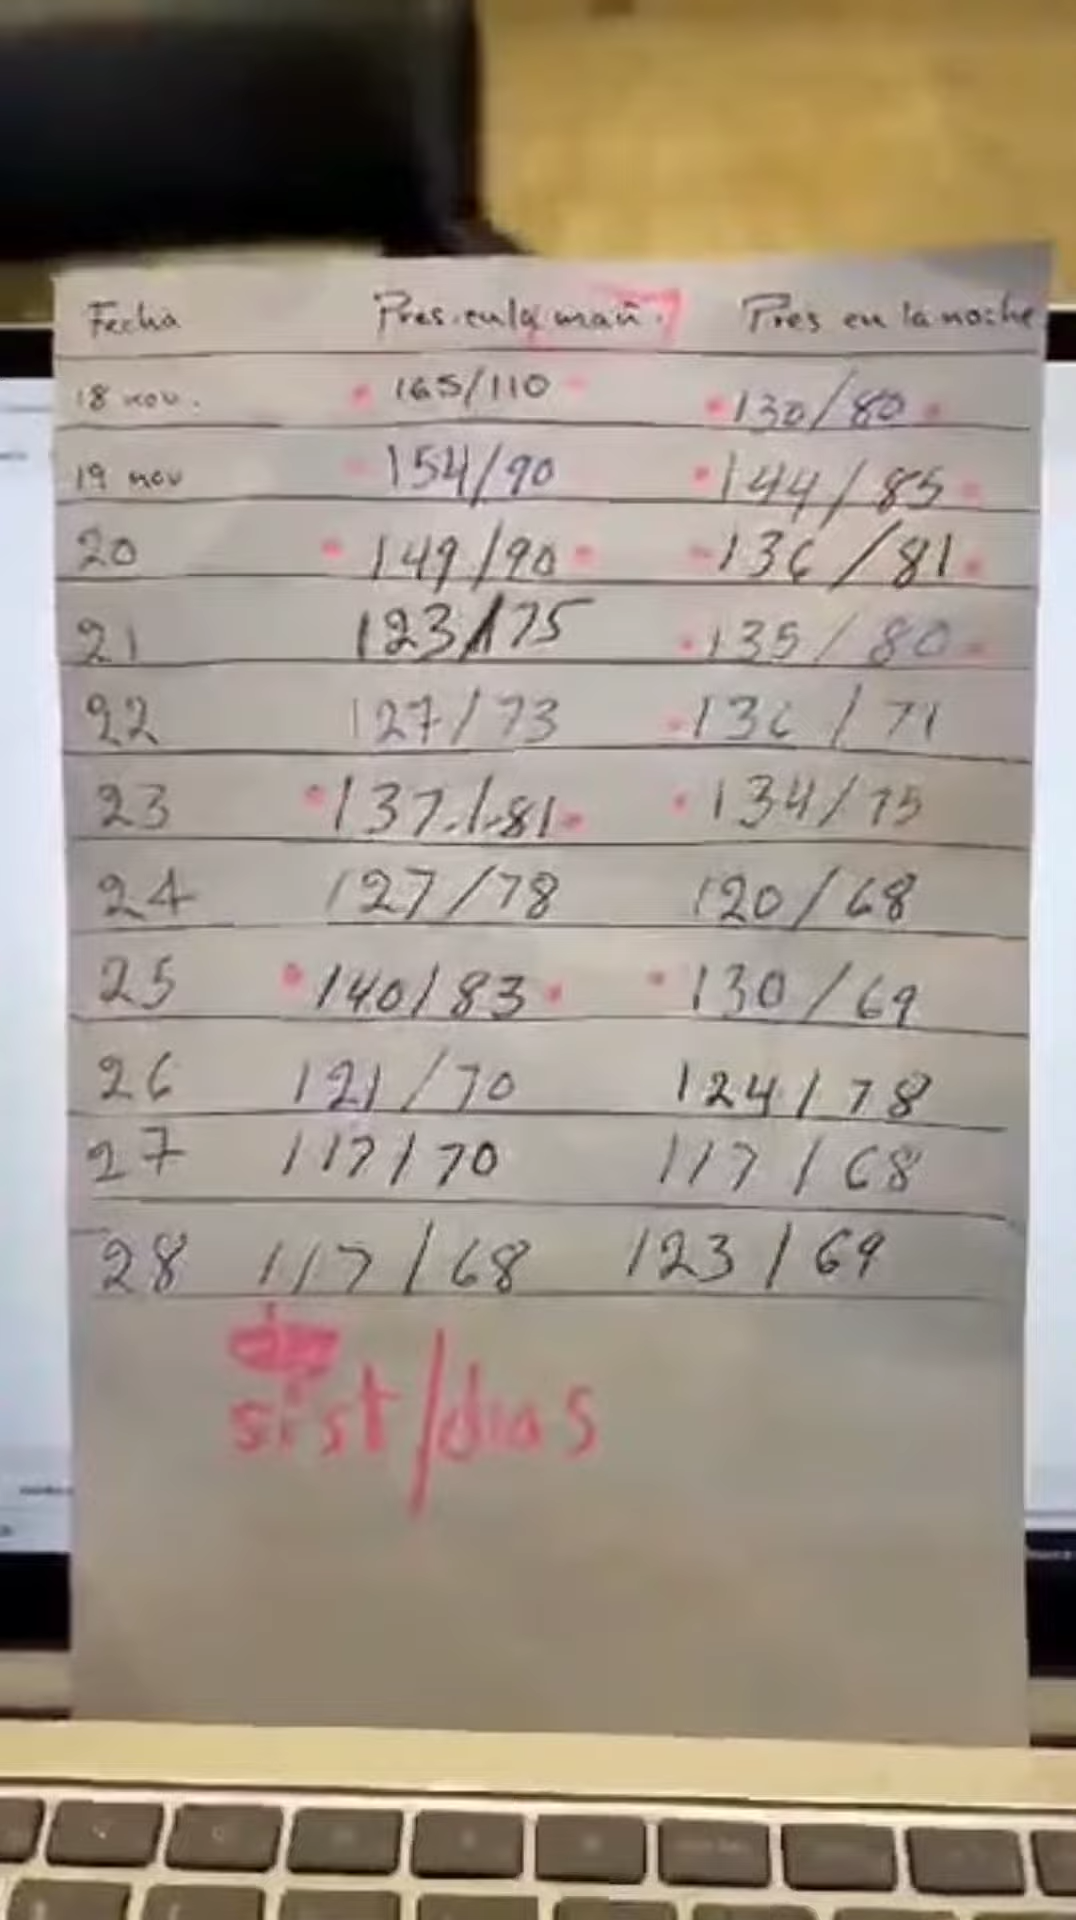 Fecha Pres. en la mañ. Pres en la noche
18 nov. 165/110 130/80
19 nov 154/90 144/85
20 149/90 136/81
21 123/75 135/80
22 127/73 136/71
23 137/81 134/75
24 127/78 120/68
25 140/83 130/69
26 121/70 124/78
27 117/70 117/68
28 117/68 123/69
sist/dias